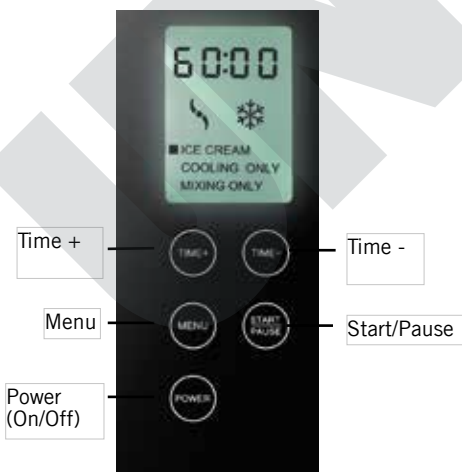 60:00
■ICE CREAM
COOLING ONLY
MIXING ONLY
Time +
TIME+
TIME-
Time -
Menu
MENU
START
PAUSE
Start/Pause
Power
(On/Off)
POWER